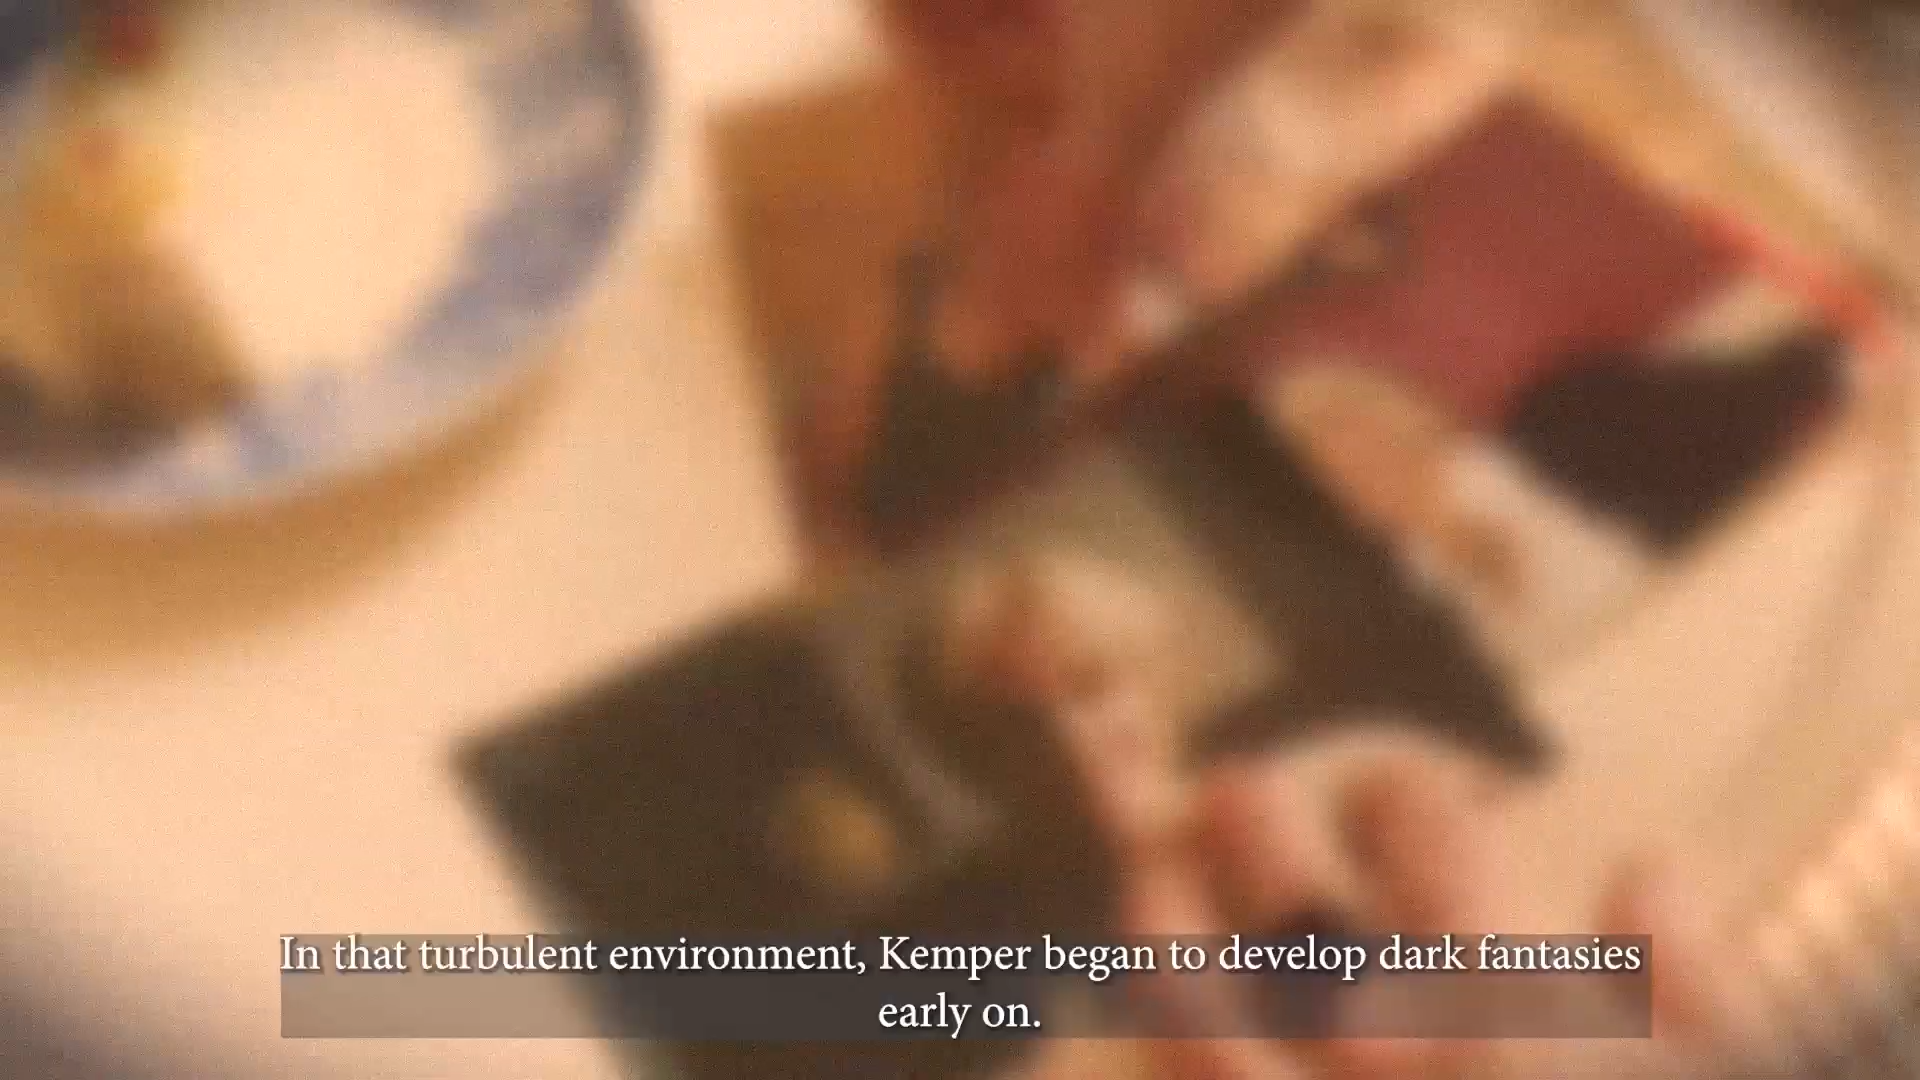 In that turbulent environment, Kemper began to develop dark fantasies
early on.